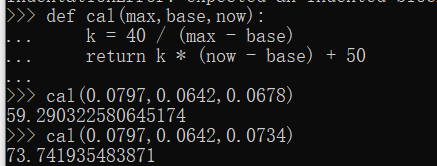 IndentationError: expected an indented block
>>> def cal(max,base,now):
...     k = 40 / (max - base)
...     return k * (now - base) + 50
...
>>> cal(0.0797,0.0642,0.0678)
59.290322580645174
>>> cal(0.0797,0.0642,0.0734)
73.741935483871